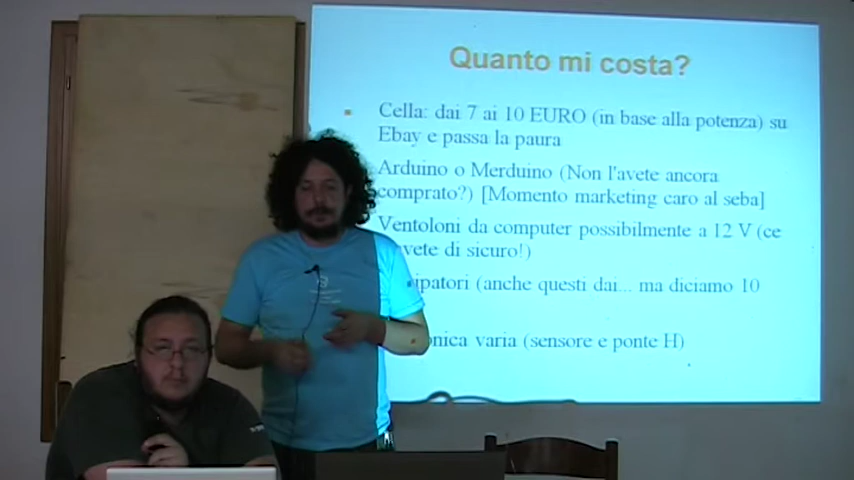 Quanto mi costa?
Cella: dai 7 ai 10 EURO (in base alla potenza) su
Ebay e passa la paura
Arduino o Merduino (Non l'avete ancora
comprato?) [Momento marketing caro al seba]
Ventoloni da computer possibilmente a 12 V (ce
vete di sicuro!)
ipatori (anche questi dai... ma diciamo 10
onica varia (sensore e ponte H)